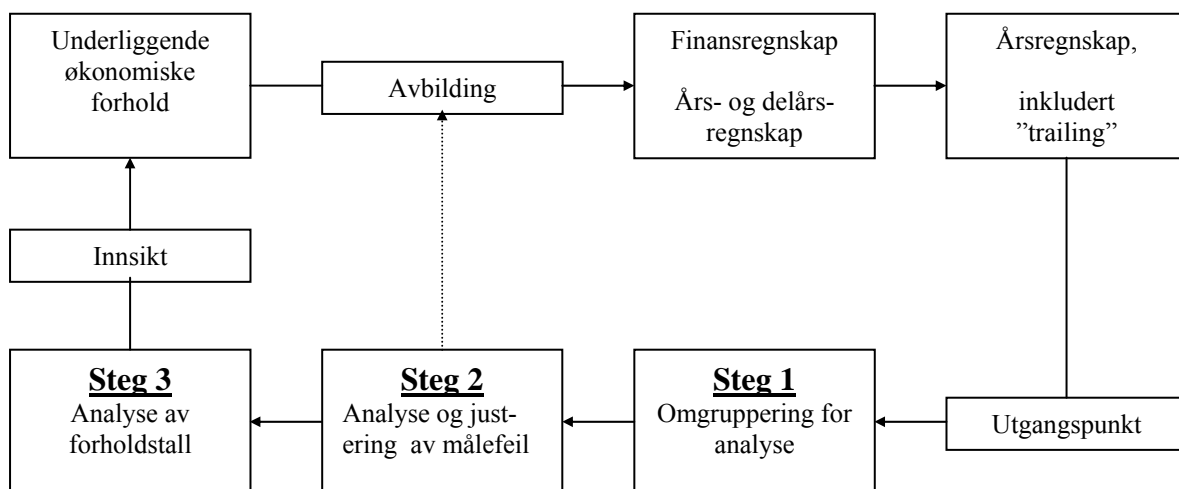 Underliggende
økonomiske
forhold
Avbilding
Finansregnskap
Års- og delårs-
regnskap
Årsregnskap,
inkludert
”trailing”
Innsikt
Steg 3
Analyse av
forholdstall
Steg 2
Analyse og just-
ering av målefeil
Steg 1
Omgruppering for
analyse
Utgangspunkt